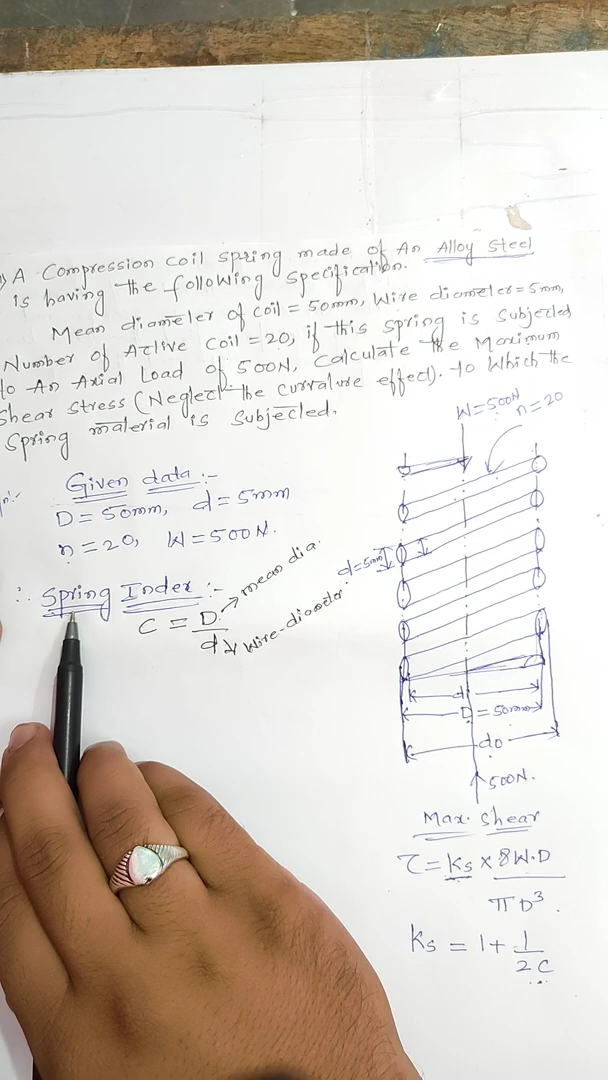 A Compression coil spring made of An Alloy Steel
is having the following specification.
Mean diameter of coil = 50mm, Wire diameter = 5mm,
Number of Active coil = 20, if this spring is Subjected
to An Axial Load of 500N, Calculate the Maximum
Shear Stress (Neglect the curvature effect). to Which the
Spring material is Subjected.
W=500N
n=20
Given data :-
D = 50mm, d = 5mm
n = 20, W = 500N.
d=5mm
∴ Spring Index :-
C = D/d
mean dia.
Wire-diameter
di
D = 50mm
do
500N.
Max. Shear
τ = Ks × 8W.D / πD³.
Ks = 1 + 1/2C